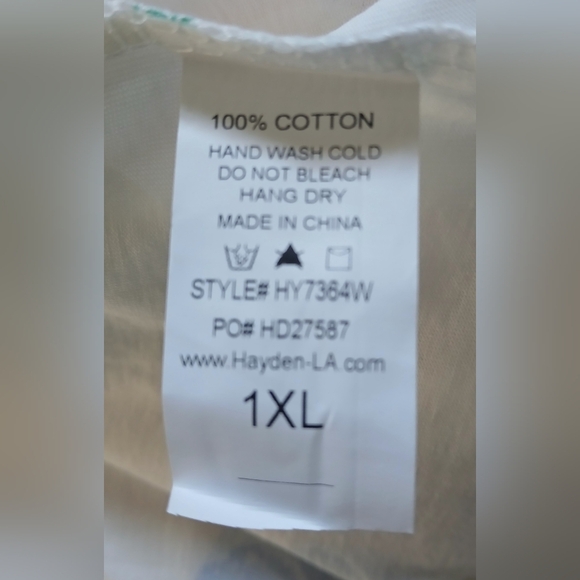 100% COTTON
HAND WASH COLD
DO NOT BLEACH
HANG DRY
MADE IN CHINA
STYLE# HY7364W
PO# HD27587
www.Hayden-LA.com
1XL